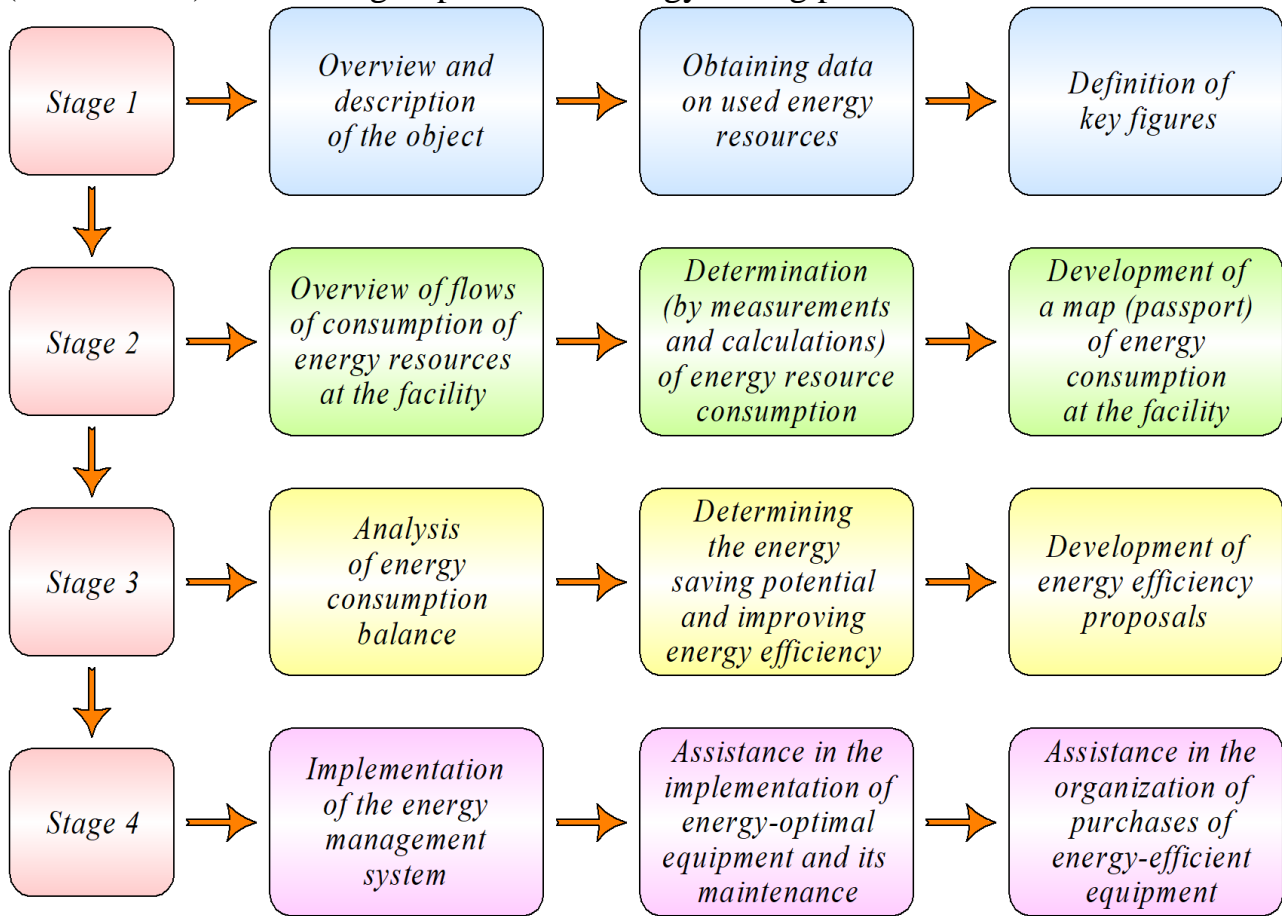 Stage 1
Overview and
description
of the object
Obtaining data
on used energy
resources
Definition of
key figures
Stage 2
Overview of flows
of consumption of
energy resources
at the facility
Determination
(by measurements
and calculations)
of energy resource
consumption
Development of
a map (passport)
of energy
consumption
at the facility
Stage 3
Analysis
of energy
consumption
balance
Determining
the energy
saving potential
and improving
energy efficiency
Development of
energy efficiency
proposals
Stage 4
Implementation
of the energy
management
system
Assistance in the
implementation of
energy-optimal
equipment and its
maintenance
Assistance in the
organization of
purchases of
energy-efficient
equipment